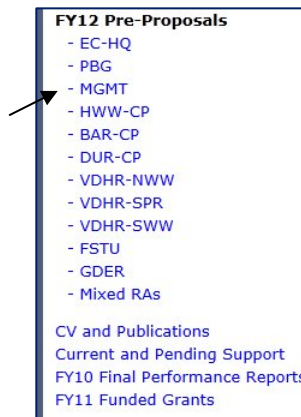 FY12 Pre-Proposals
- EC-HQ
- PBG
- MGMT
- HWW-CP
- BAR-CP
- DUR-CP
- VDHR-NWW
- VDHR-SPR
- VDHR-SWW
- FSTU
- GDER
- Mixed RAs
CV and Publications
Current and Pending Support
FY10 Final Performance Reports
FY11 Funded Grants